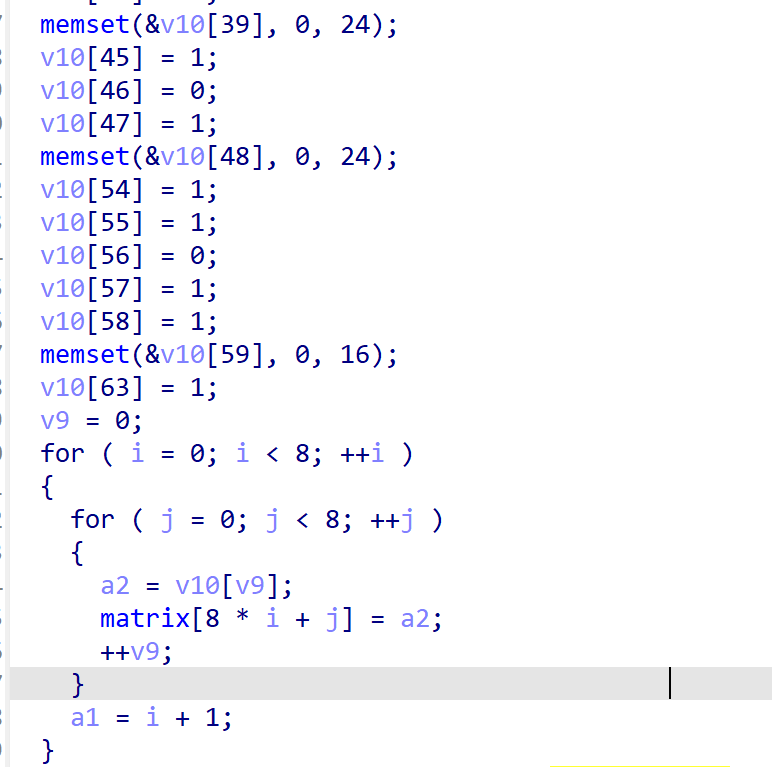 memset(&v10[39], 0, 24);
v10[45] = 1;
v10[46] = 0;
v10[47] = 1;
memset(&v10[48], 0, 24);
v10[54] = 1;
v10[55] = 1;
v10[56] = 0;
v10[57] = 1;
v10[58] = 1;
memset(&v10[59], 0, 16);
v10[63] = 1;
v9 = 0;
for ( i = 0; i < 8; ++i )
{
for ( j = 0; j < 8; ++j )
{
a2 = v10[v9];
matrix[8 * i + j] = a2;
++v9;
}
a1 = i + 1;
}